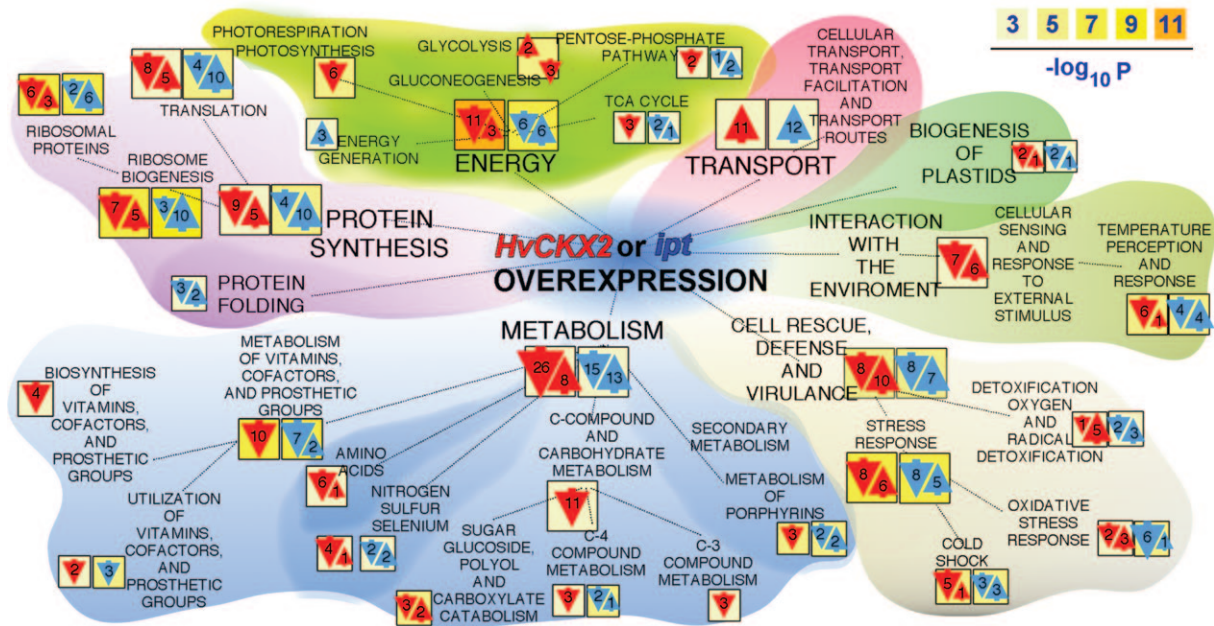 3 5 7 9 11
-log10 P
PHOTORESPIRATION
PHOTOSYNTHESIS
6
GLYCOLYSIS
2
3
PENTOSE-PHOSPHATE
PATHWAY
2 1 2
GLUCONEOGENESIS
TCA CYCLE
3 2 1
11 3 6 6
3
ENERGY
GENERATION
ENERGY
CELLULAR
TRANSPORT,
TRANSPORT
FACILITATION
AND
TRANSPORT
ROUTES
11 12
TRANSPORT
BIOGENESIS
OF
PLASTIDS
2 1 2 1
8 5 4 10
TRANSLATION
6 3 2 6
RIBOSOMAL
PROTEINS
RIBOSOME
BIOGENESIS
7 5 3 10
9 5 4 10
PROTEIN
SYNTHESIS
3 2
PROTEIN
FOLDING
HvCKX2 or ipt
OVEREXPRESSION
INTERACTION
WITH
THE
ENVIROMENT
7 6
CELLULAR
SENSING
AND
RESPONSE
TO
EXTERNAL
STIMULUS
TEMPERATURE
PERCEPTION
AND
RESPONSE
6 1 4 4
METABOLISM
26 8 15 13
METABOLISM
OF VITAMINS,
COFACTORS,
AND PROSTHETIC
GROUPS
10 7 2
4
BIOSYNTHESIS
OF
VITAMINS,
COFACTORS,
AND
PROSTHETIC
GROUPS
UTILIZATION
OF
VITAMINS,
COFACTORS,
AND
PROSTHETIC
GROUPS
2 3
AMINO
ACIDS
6 1
NITROGEN
SULFUR
SELENIUM
4 1 2 2
C-COMPOUND
AND
CARBOHYDRATE
METABOLISM
11
SUGAR
GLUCOSIDE,
POLYOL
AND
CARBOXYLATE
CATABOLISM
3 2
C-4
COMPOUND
METABOLISM
3 2 1
C-3
COMPOUND
METABOLISM
3
SECONDARY
METABOLISM
METABOLISM
OF
PORPHYRINS
3 2 2
CELL RESCUE,
DEFENSE
AND
VIRULANCE
8 10 8 7
STRESS
RESPONSE
8 6 8 5
DETOXIFICATION
OXYGEN
AND
RADICAL
DETOXIFICATION
1 5 2 3
OXIDATIVE
STRESS
RESPONSE
2 3 6 1
COLD
SHOCK
5 1 3 3